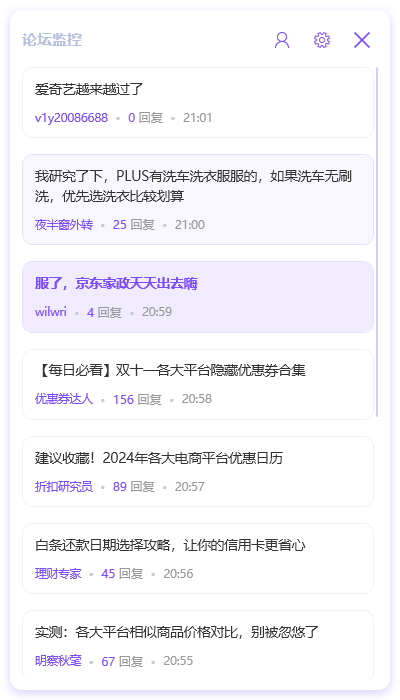 论坛监控
爱奇艺越来越过了
v1y20086688 • 0 回复 • 21:01
我研究了下，PLUS有洗车洗衣服服的，如果洗车无刷
洗，优先选洗衣比较划算
夜半窗外转 • 25 回复 • 21:00
服了，京东家政天天出去嗨
wilwri • 4 回复 • 20:59
【每日必看】双十一各大平台隐藏优惠券合集
优惠券达人 • 156 回复 • 20:58
建议收藏！2024年各大电商平台优惠日历
折扣研究员 • 89 回复 • 20:57
白条还款日期选择攻略，让你的信用卡更省心
理财专家 • 45 回复 • 20:56
实测：各大平台相似商品价格对比，别被忽悠了
明察秋毫 • 67 回复 • 20:55